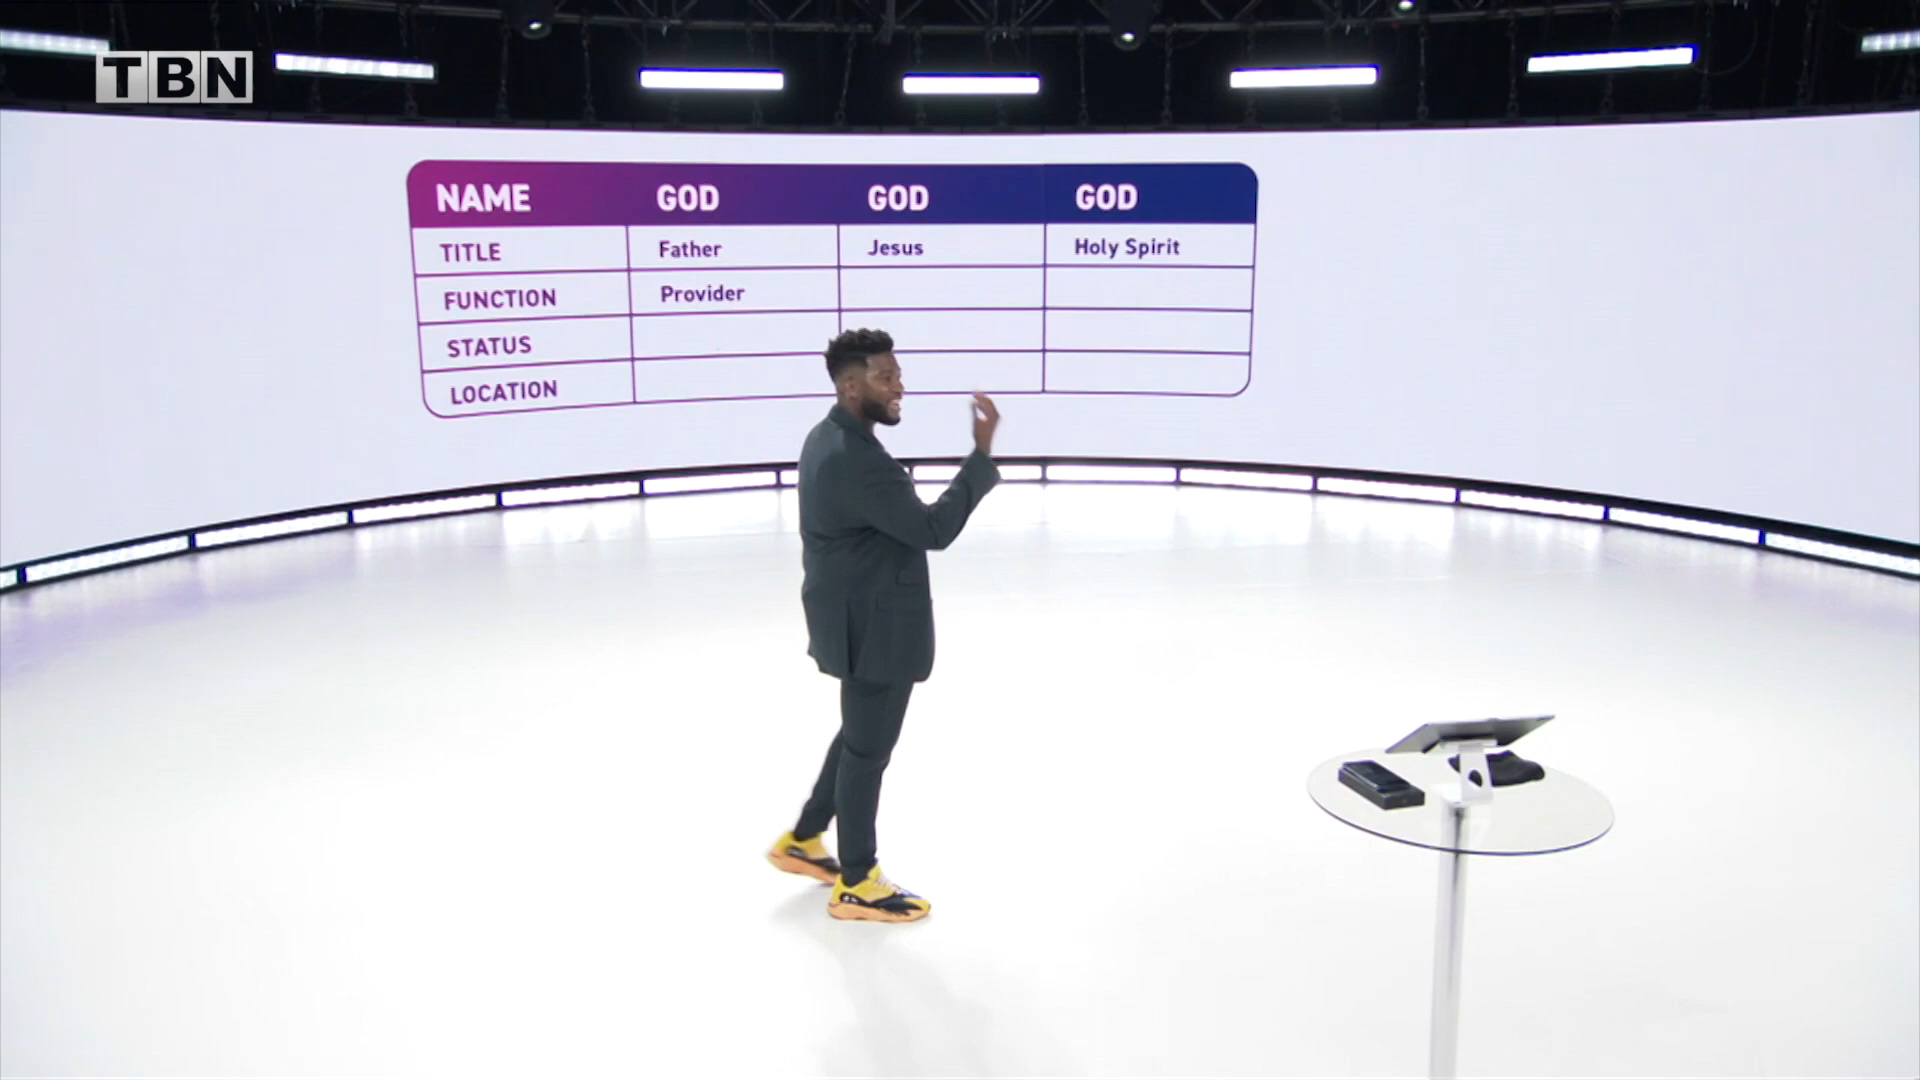 TBN
NAME GOD GOD GOD
TITLE Father Jesus Holy Spirit
FUNCTION Provider
STATUS
LOCATION